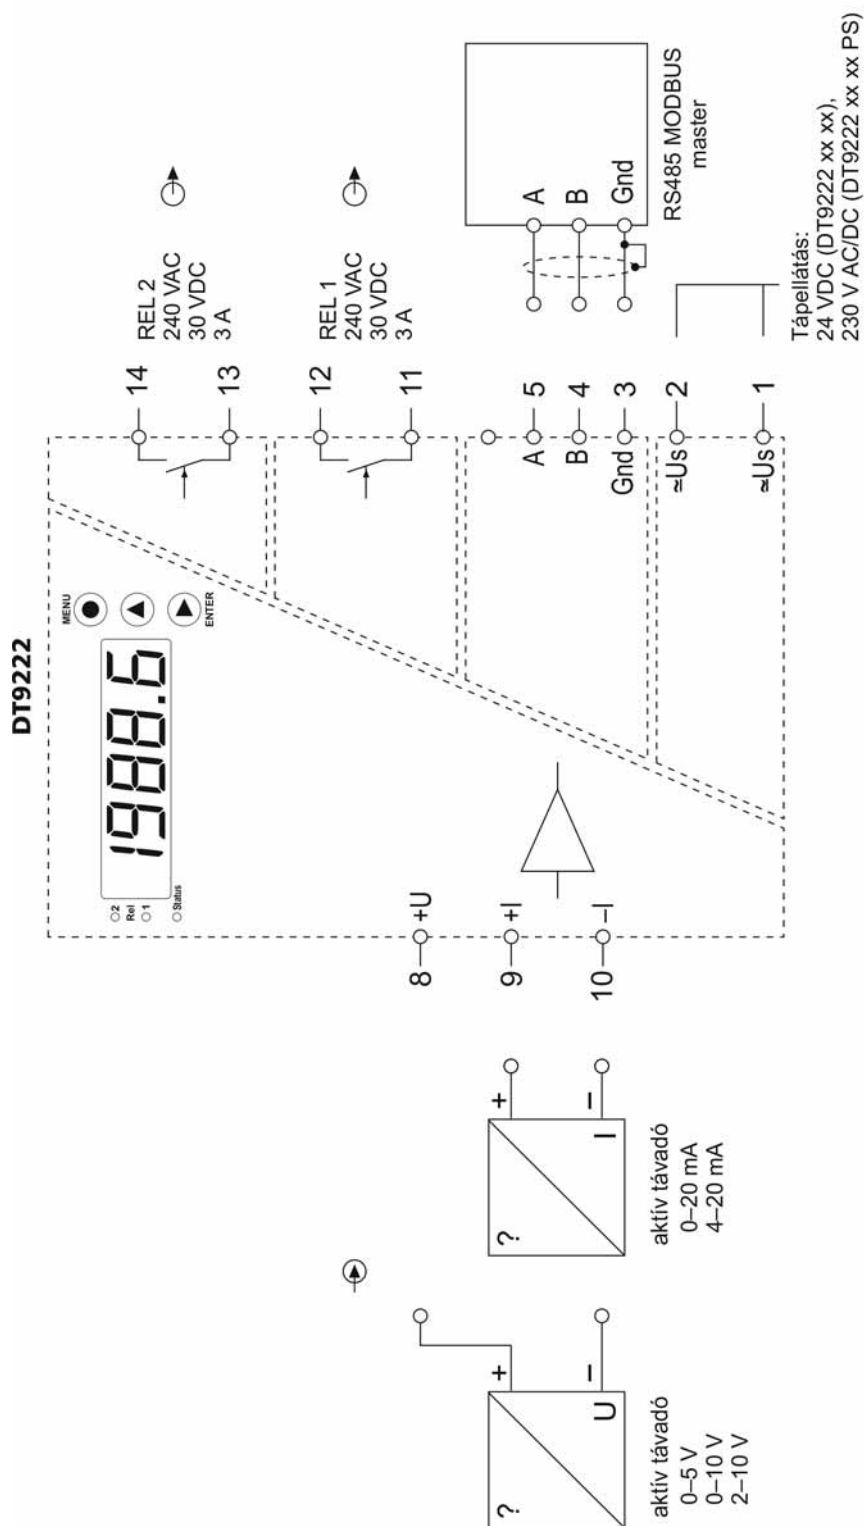 DT9222
2
Rel
1
Status
1988.6
MENU
ENTER
8
+U
9
+I
10
–I
14
13
REL 2
240 VAC
30 VDC
3 A
12
11
REL 1
240 VAC
30 VDC
3 A
A
5
B
4
Gnd
3
≃Us
2
≃Us
1
A
B
Gnd
RS485 MODBUS
master
Tápellátás:
24 VDC (DT9222 xx xx),
230 V AC/DC (DT9222 xx xx PS)
?
+
–
U
aktív távadó
0–5 V
0–10 V
2–10 V
?
+
–
I
aktív távadó
0–20 mA
4–20 mA